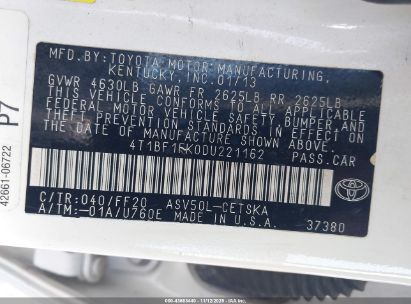 MFD. BY: TOYOTA MOTOR MANUFACTURING,
KENTUCKY, INC. 01/13
GVWR 4630LB GAWR FR 2625LB RR 2625LB
THIS VEHICLE CONFORMS TO ALL APPLICABLE
FEDERAL MOTOR VEHICLE SAFETY, BUMPER, AND
THEFT PREVENTION STANDARDS IN EFFECT ON
THE DATE OF MANUFACTURE SHOWN ABOVE.
4T1BF1FK0DU221162
PASS. CAR
C/TR: 040/FF20 ASV50L-CETSKA
A/TM: -01A/U760E MADE IN U.S.A.
37380
TOYOTA
P7
42661-06722